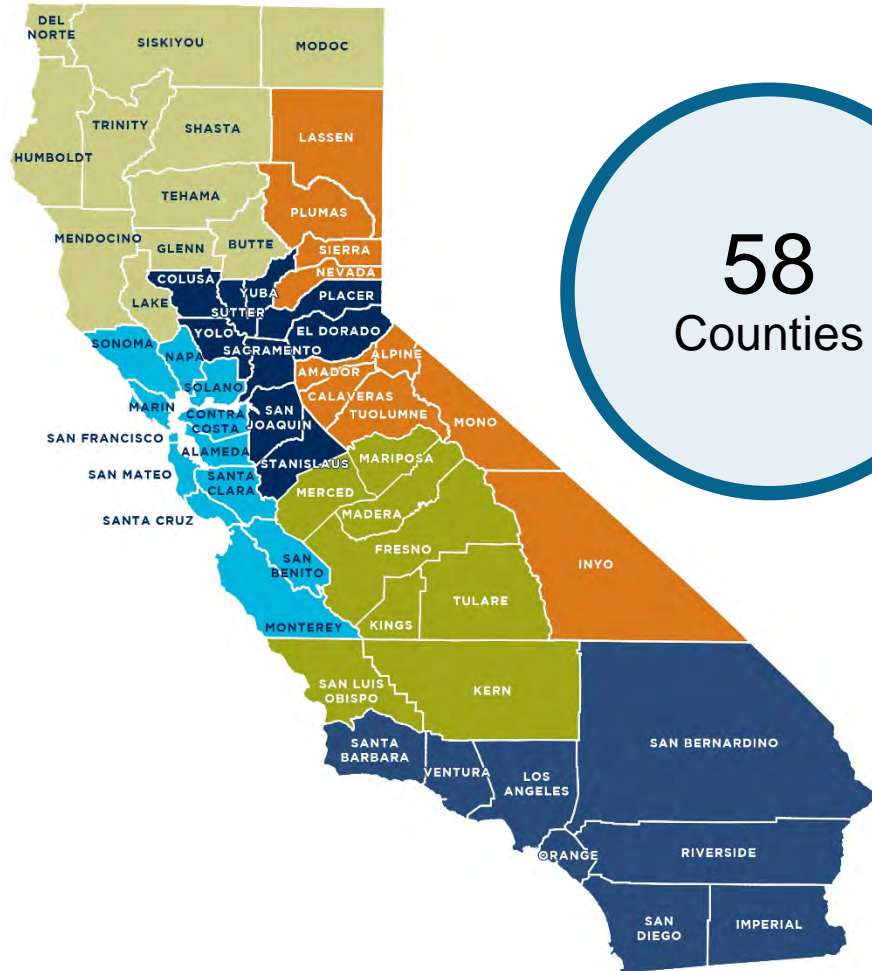 DEL
NORTE
SISKIYOU
MODOC
HUMBOLDT
TRINITY
SHASTA
LASSEN
TEHAMA
PLUMAS
MENDOCINO
GLENN
BUTTE
SIERRA
NEVADA
COLUSA
YUBA
PLACER
LAKE
SUTTER
YOLO
EL DORADO
SONOMA
NAPA
SACRAMENTO
ALPINE
SOLANO
AMADOR
MARIN
CONTRA
COSTA
SAN
JOAQUIN
CALAVERAS
TUOLUMNE
MONO
SAN FRANCISCO
ALAMEDA
STANISLAUS
MARIPOSA
SAN MATEO
SANTA
CLARA
MERCED
MADERA
SANTA CRUZ
SAN
BENITO
FRESNO
INYO
MONTEREY
KINGS
TULARE
SAN LUIS
OBISPO
KERN
SANTA
BARBARA
VENTURA
LOS
ANGELES
SAN BERNARDINO
ORANGE
RIVERSIDE
SAN
DIEGO
IMPERIAL
58
Counties